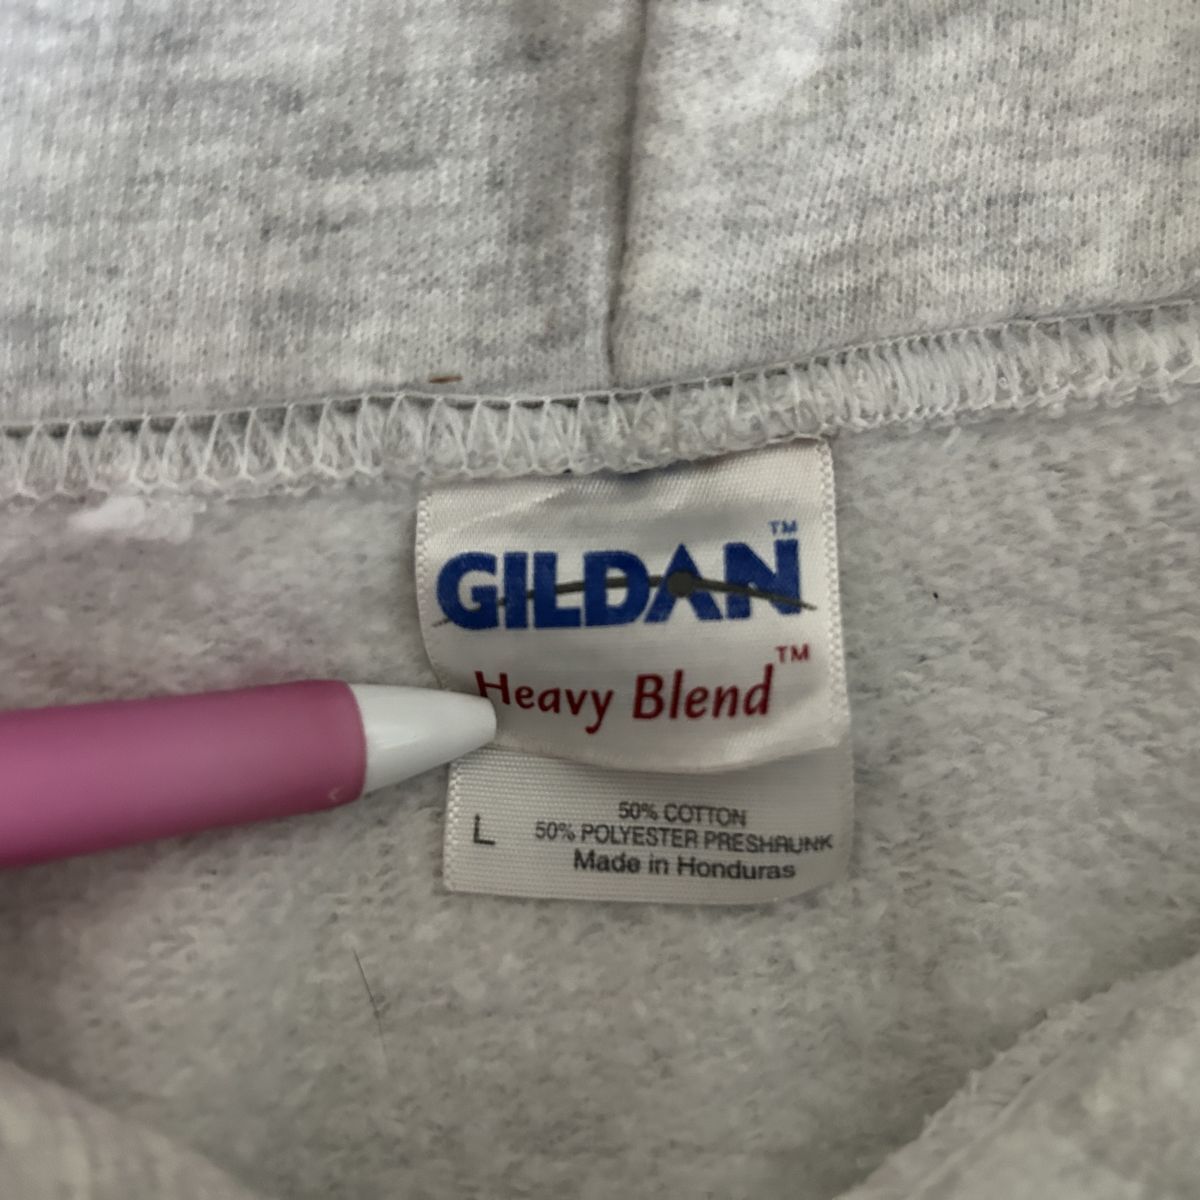 GILDAN™
Heavy Blend™
L
50% COTTON
50% POLYESTER PRESHRUNK
Made in Honduras